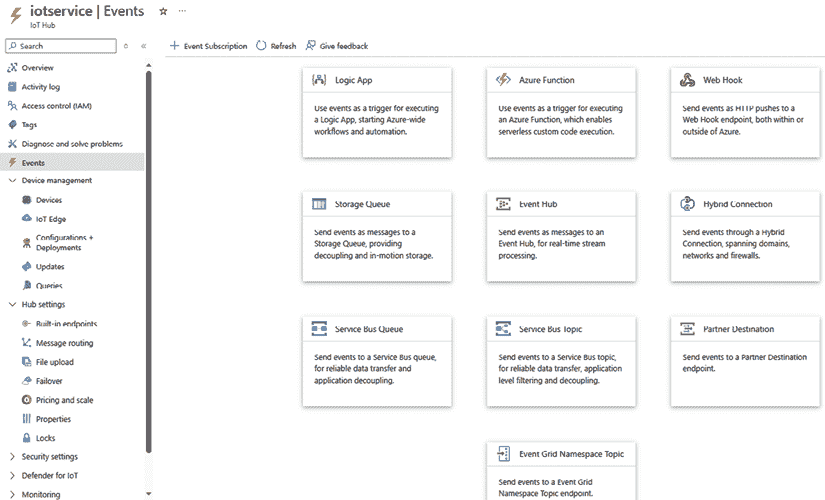 iotservice | Events
IoT Hub
Search
Event Subscription
Refresh
Give feedback
Overview
Activity log
Access control (IAM)
Tags
Diagnose and solve problems
Events
Device management
Devices
IoT Edge
Configurations +
Deployments
Updates
Queries
Hub settings
Built-in endpoints
Message routing
File upload
Failover
Pricing and scale
Properties
Locks
Security settings
Defender for IoT
Monitoring
Logic App
Use events as a trigger for executing
a Logic App, starting Azure-wide
workflows and automation.
Azure Function
Use events as a trigger for executing
an Azure Function, which enables
serverless custom code execution.
Web Hook
Send events as HTTP pushes to a
Web Hook endpoint, both within or
outside of Azure.
Storage Queue
Send events as messages to a
Storage Queue, providing
decoupling and in-motion storage.
Event Hub
Send events as messages to an
Event Hub, for real-time stream
processing.
Hybrid Connection
Send events through a Hybrid
Connection, spanning domains,
networks and firewalls.
Service Bus Queue
Send events to a Service Bus queue,
for reliable data transfer and
application decoupling.
Service Bus Topic
Send events to a Service Bus topic,
for reliable data transfer, application
level filtering and decoupling.
Partner Destination
Send events to a Partner Destination
endpoint.
Event Grid Namespace Topic
Send events to a Event Grid
Namespace Topic endpoint.